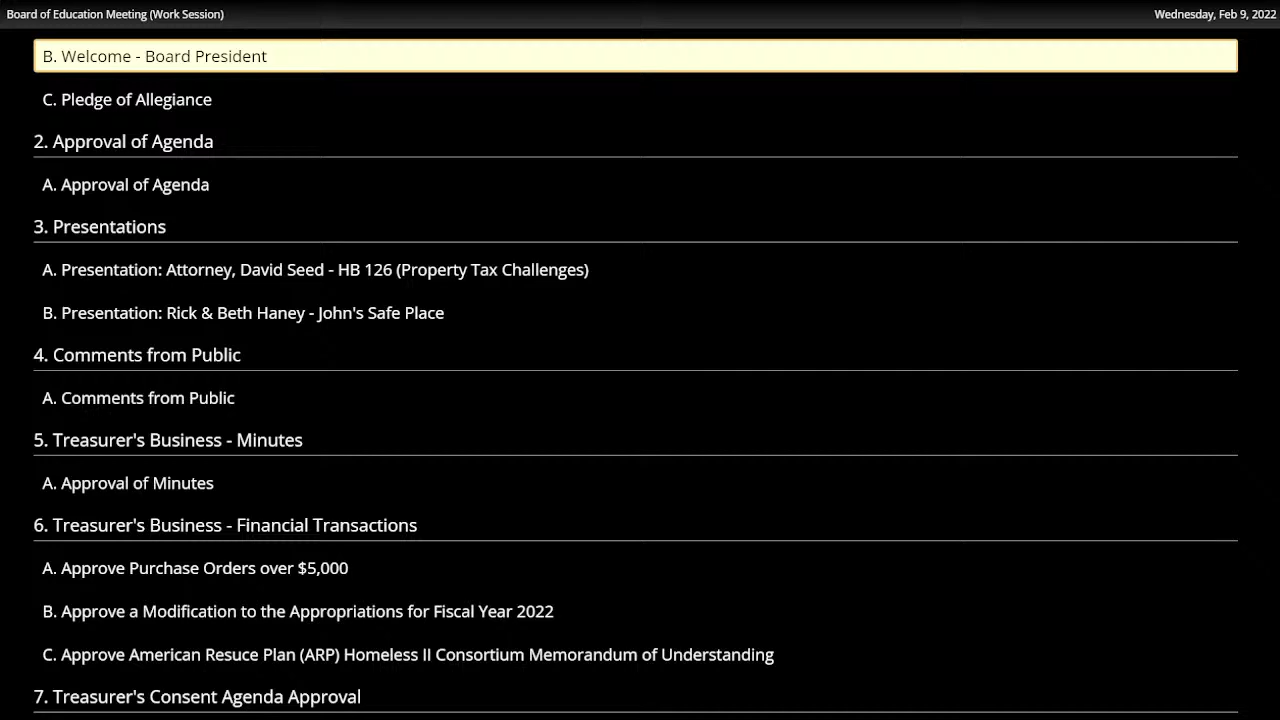 Board of Education Meeting (Work Session)
Wednesday, Feb 9, 2022
B. Welcome - Board President
C. Pledge of Allegiance
2. Approval of Agenda
A. Approval of Agenda
3. Presentations
A. Presentation: Attorney, David Seed - HB 126 (Property Tax Challenges)
B. Presentation: Rick & Beth Haney - John's Safe Place
4. Comments from Public
A. Comments from Public
5. Treasurer's Business - Minutes
A. Approval of Minutes
6. Treasurer's Business - Financial Transactions
A. Approve Purchase Orders over $5,000
B. Approve a Modification to the Appropriations for Fiscal Year 2022
C. Approve American Resuce Plan (ARP) Homeless II Consortium Memorandum of Understanding
7. Treasurer's Consent Agenda Approval